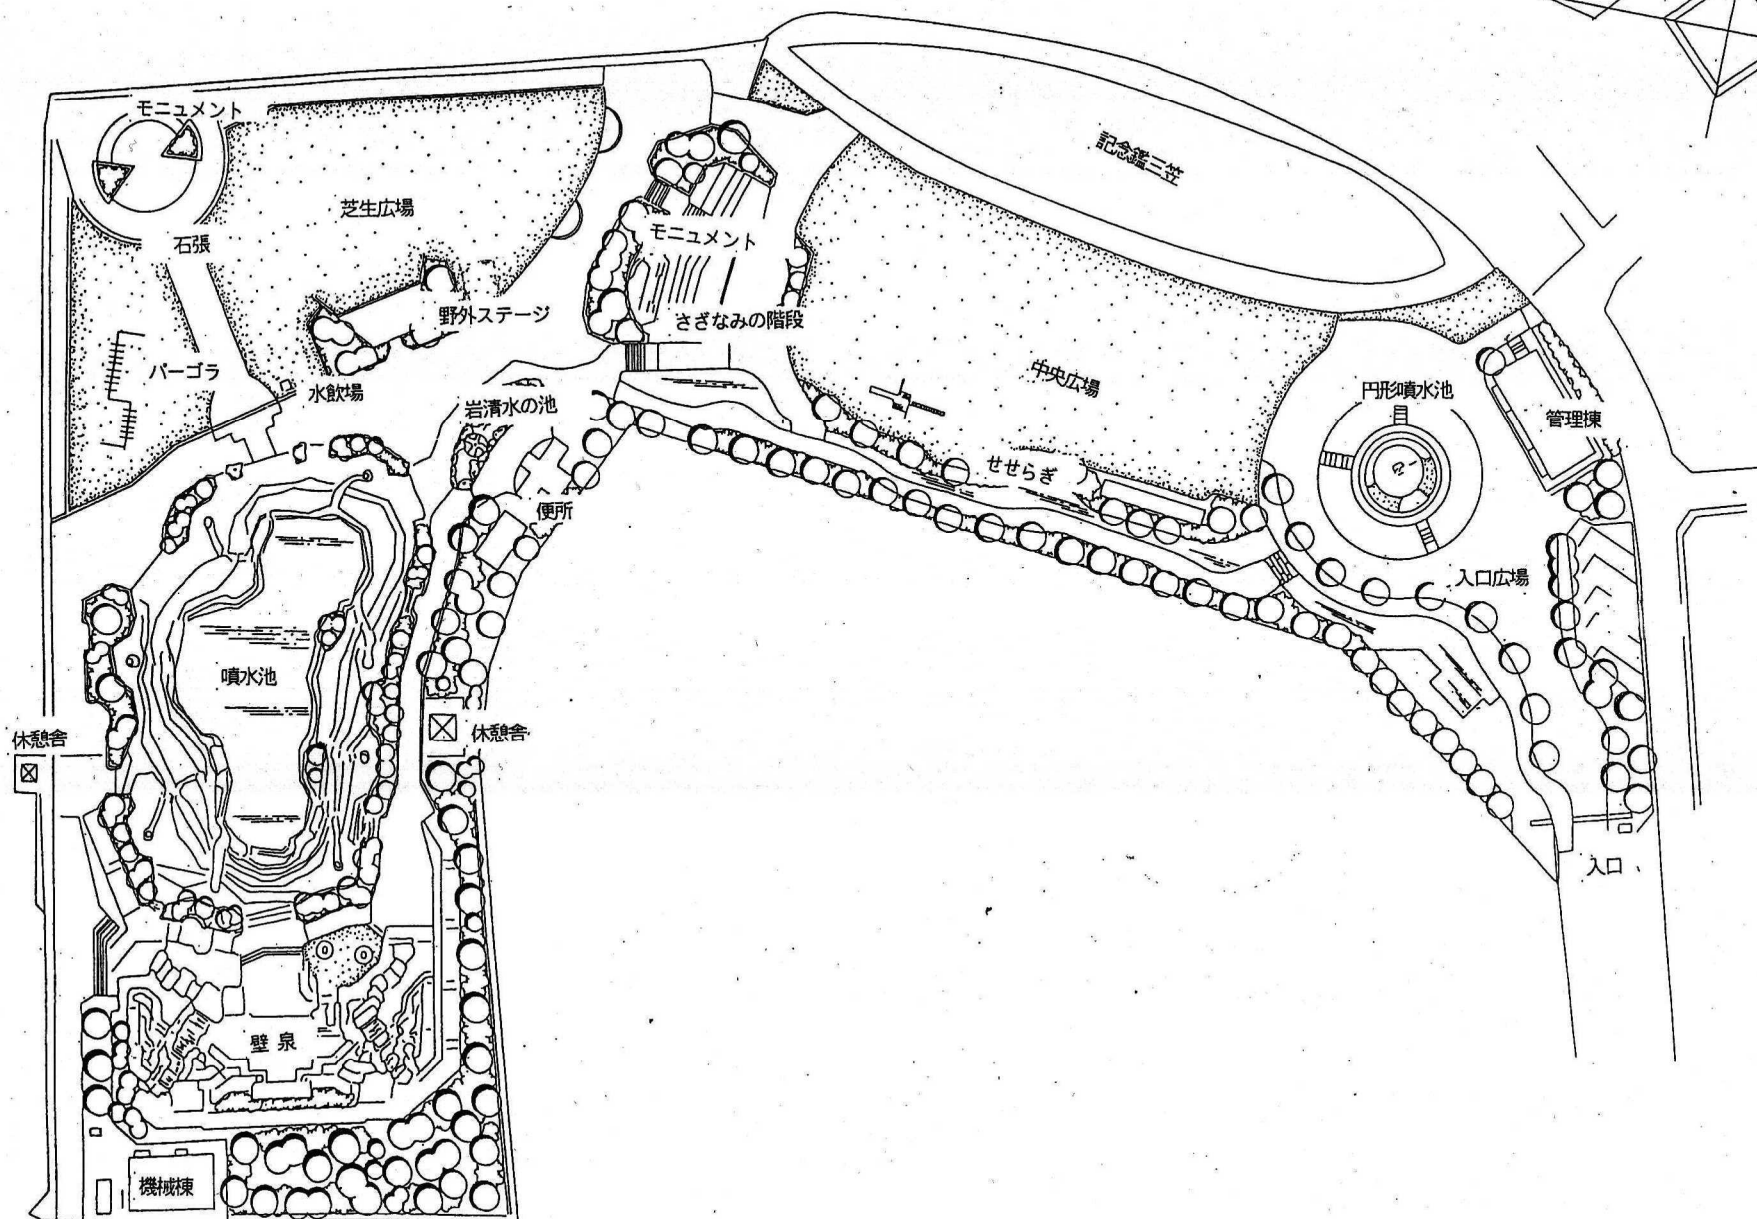 モニュメント
記念鑑三笠
芝生広場
モニュメント
石張
野外ステージ
さざなみの階段
パーゴラ
水飲場
中央広場
円形噴水池
岩清水の池
管理棟
せせらぎ
便所
入口広場
噴水池
休憩舎
休憩舎
入口
壁泉
機械棟